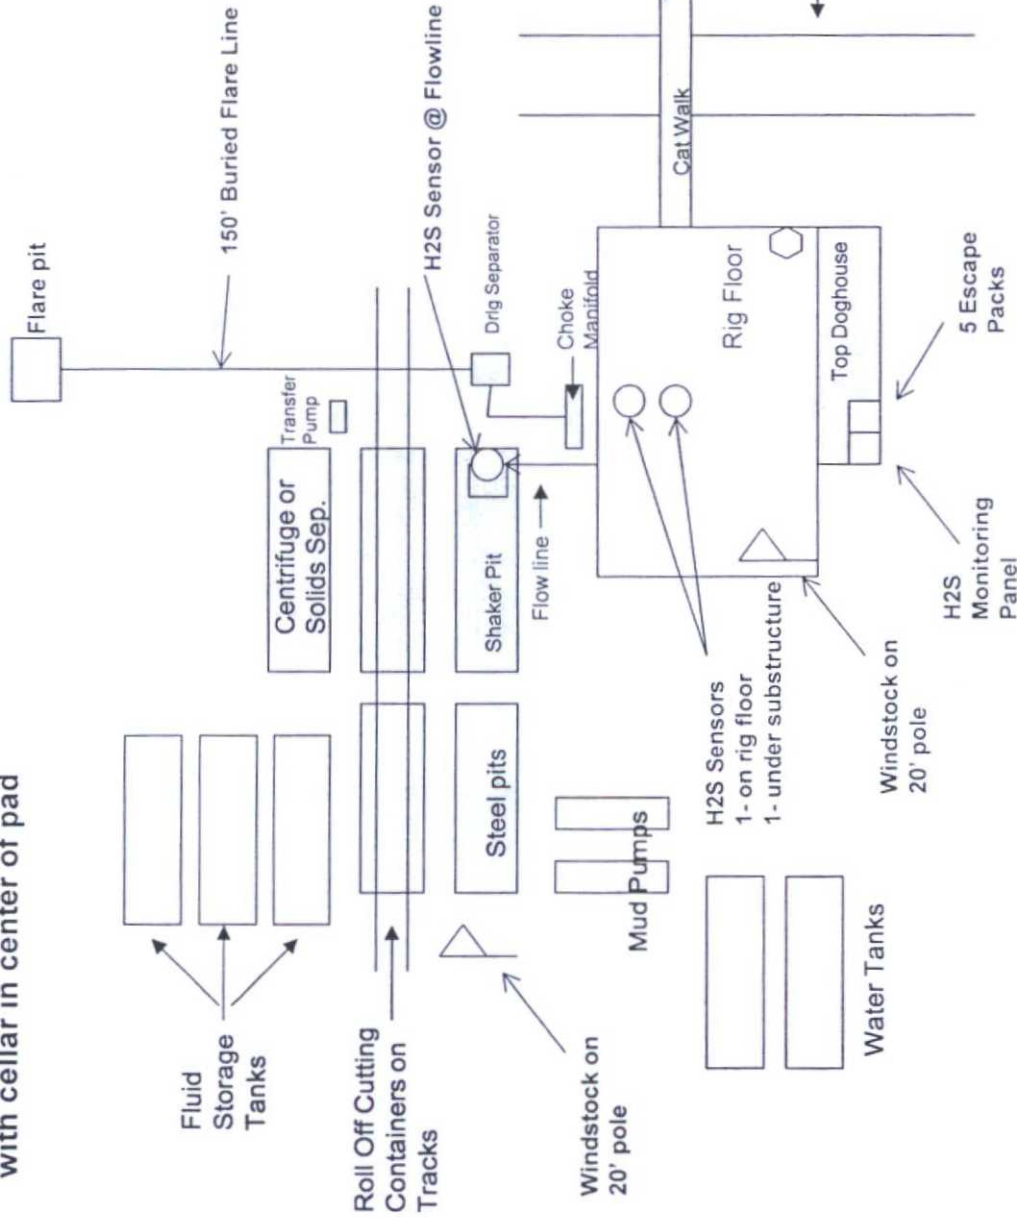 with cellar in center of pad
Flare pit
150' Buried Flare Line
H2S Sensor @ Flowline
Transfer
Pump
Drlg Separator
Centrifuge or
Solids Sep.
Choke
Manifold
Cat Walk
Shaker Pit
Flow line
Rig Floor
Top Doghouse
5 Escape
Packs
H2S
Monitoring
Panel
Fluid
Storage
Tanks
Roll Off Cutting
Containers on
Tracks
Steel pits
Mud Pumps
H2S Sensors
1- on rig floor
1- under substructure
Windstock on
20' pole
Windstock on
20' pole
Water Tanks